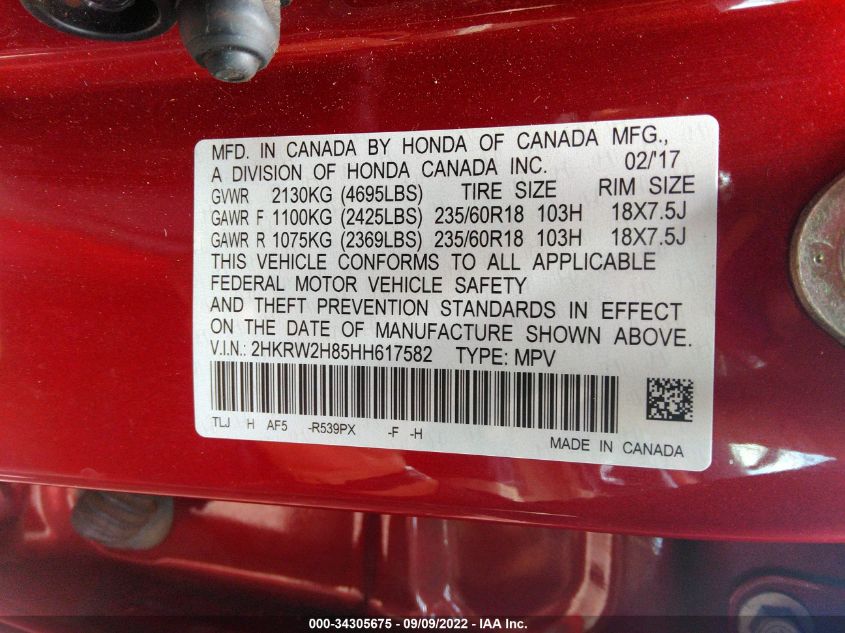 MFD. IN CANADA BY HONDA OF CANADA MFG.,
A DIVISION OF HONDA CANADA INC. 02/'17
GVWR 2130KG (4695LBS) TIRE SIZE RIM SIZE
GAWR F 1100KG (2425LBS) 235/60R18 103H 18X7.5J
GAWR R 1075KG (2369LBS) 235/60R18 103H 18X7.5J
THIS VEHICLE CONFORMS TO ALL APPLICABLE
FEDERAL MOTOR VEHICLE SAFETY
AND THEFT PREVENTION STANDARDS IN EFFECT
ON THE DATE OF MANUFACTURE SHOWN ABOVE.
V.I.N.: 2HKRW2H85HH617582 TYPE: MPV
TLJ H AF5 -R539PX -F -H
MADE IN CANADA
000-34305675 - 09/09/2022 - IAA Inc.